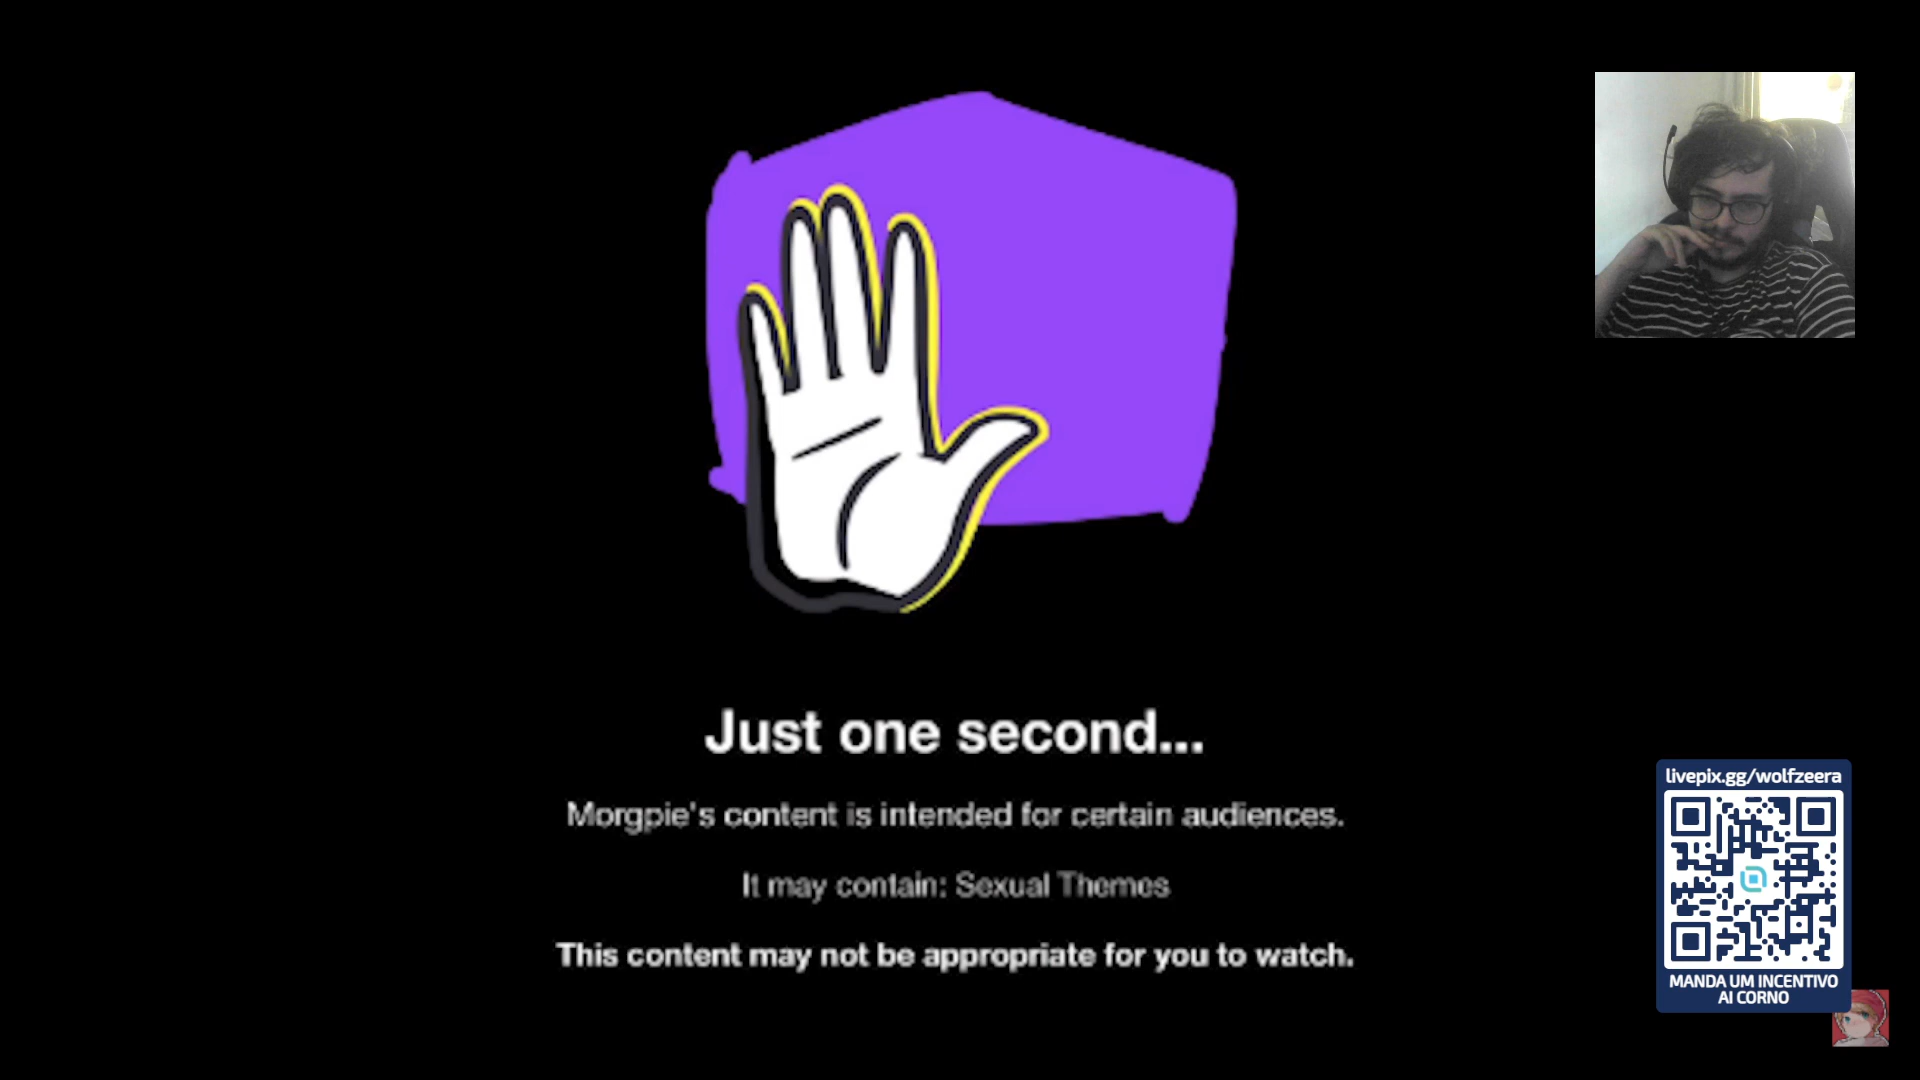 Just one second...
Morgpie's content is intended for certain audiences.
It may contain: Sexual Themes
This content may not be appropriate for you to watch.
livepix.gg/wolfzeera
MANDA UM INCENTIVO
AI CORNO